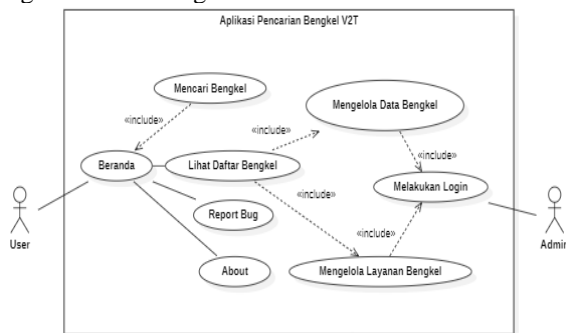 Aplikasi Pencarian Bengkel V2T
Mencari Bengkel
Mengelola Data Bengkel
«include»
«include»
«include»
Beranda
Lihat Daftar Bengkel
Melakukan Login
«include»
User
Report Bug
«include»
Admin
About
Mengelola Layanan Bengkel